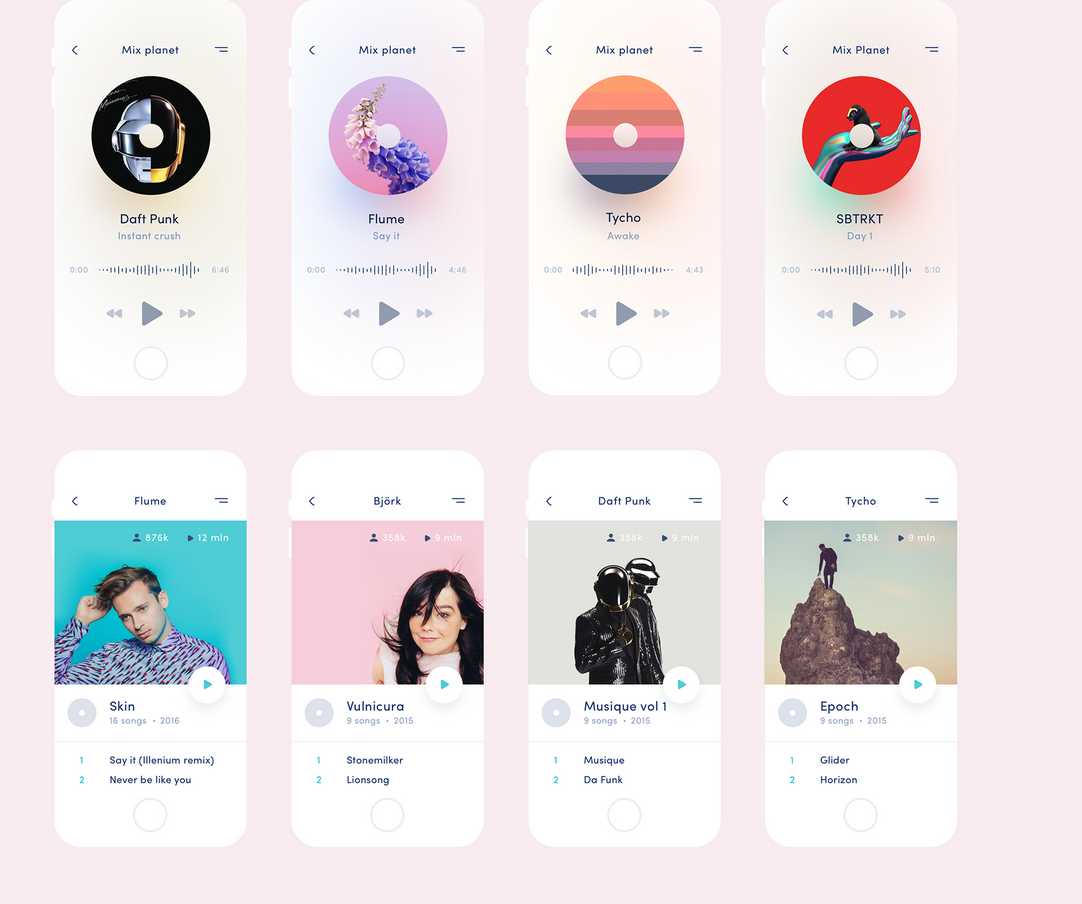 Mix planet
Daft Punk
Instant crush
0:00 6:46
Mix planet
Flume
Say it
0:00 4:46
Mix planet
Tycho
Awake
0:00 4:43
Mix Planet
SBTRKT
Day 1
0:00 5:10
Flume
876k 12 mln
Skin
16 songs • 2016
1 Say it (Illenium remix)
2 Never be like you
Björk
358k 9 mln
Vulnicura
9 songs • 2015
1 Stonemilker
2 Lionsong
Daft Punk
358k 9 mln
Musique vol 1
9 songs • 2015
1 Musique
2 Da Funk
Tycho
358k 9 mln
Epoch
9 songs • 2015
1 Glider
2 Horizon